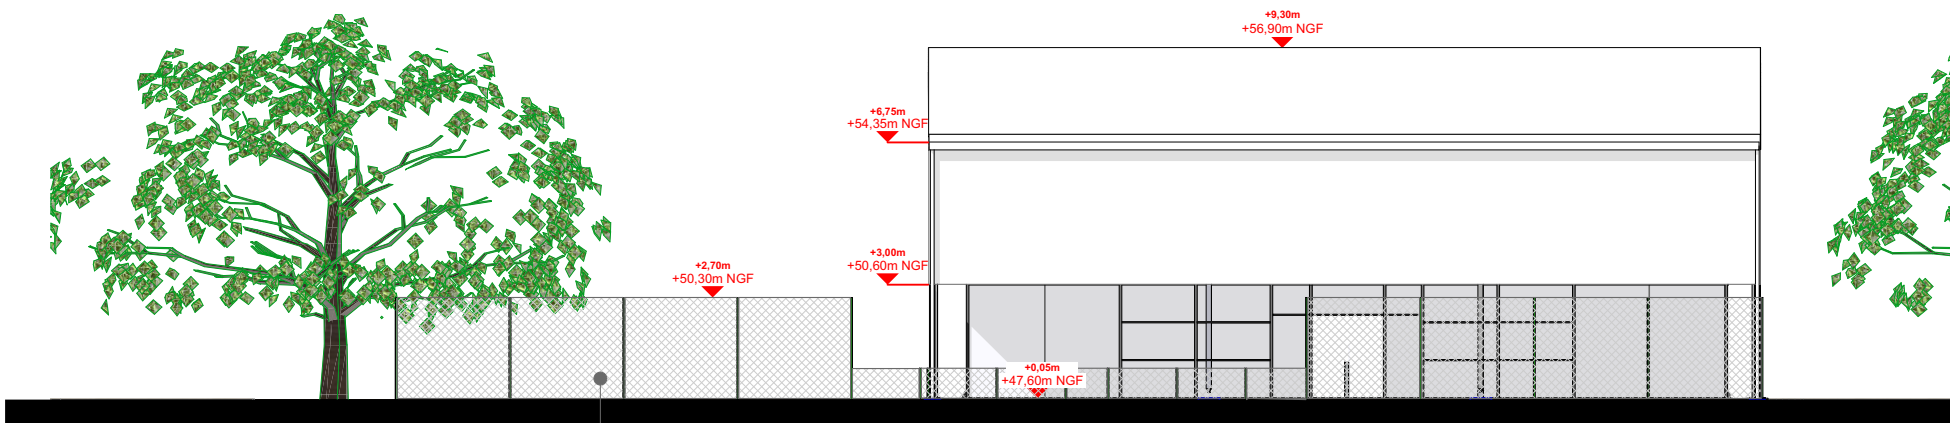 +9,30m
+56,90m NGF
+6,75m
+54,35m NGF
+3,00m
+50,60m NGF
+2,70m
+50,30m NGF
+0,05m
+47,60m NGF